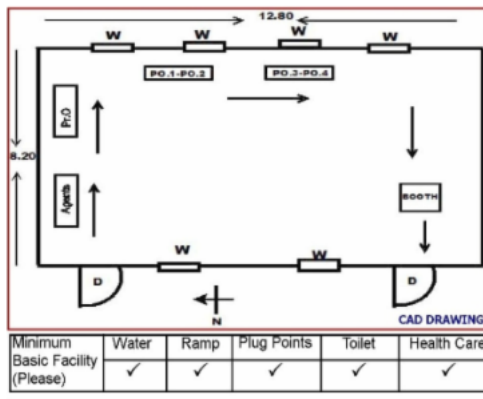 12.80
W W W W
PO.1-PO.2 PO.3-PO.4
Pr.O
8.20
Agents
BOOTH
W W
D D
N
CAD DRAWING
Minimum Basic Facility (Please) Water Ramp Plug Points Toilet Health Care
✓ ✓ ✓ ✓ ✓